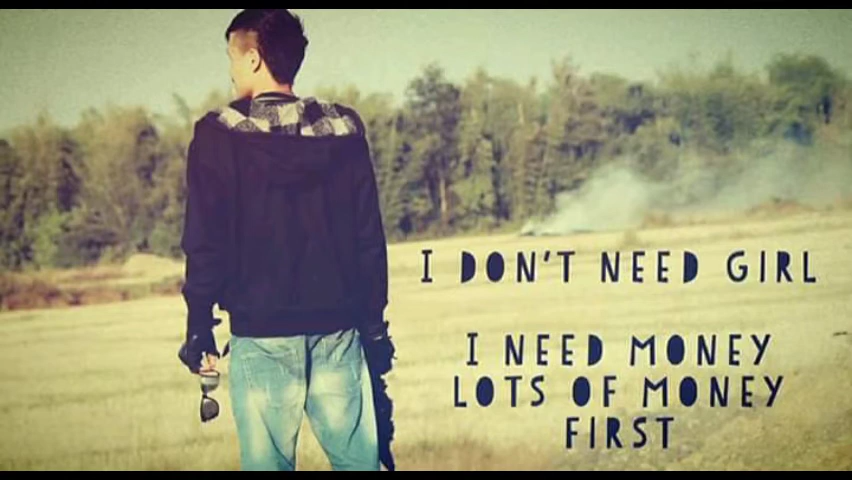 I DON'T NEED GIRL
I NEED MONEY
LOTS OF MONEY
FIRST